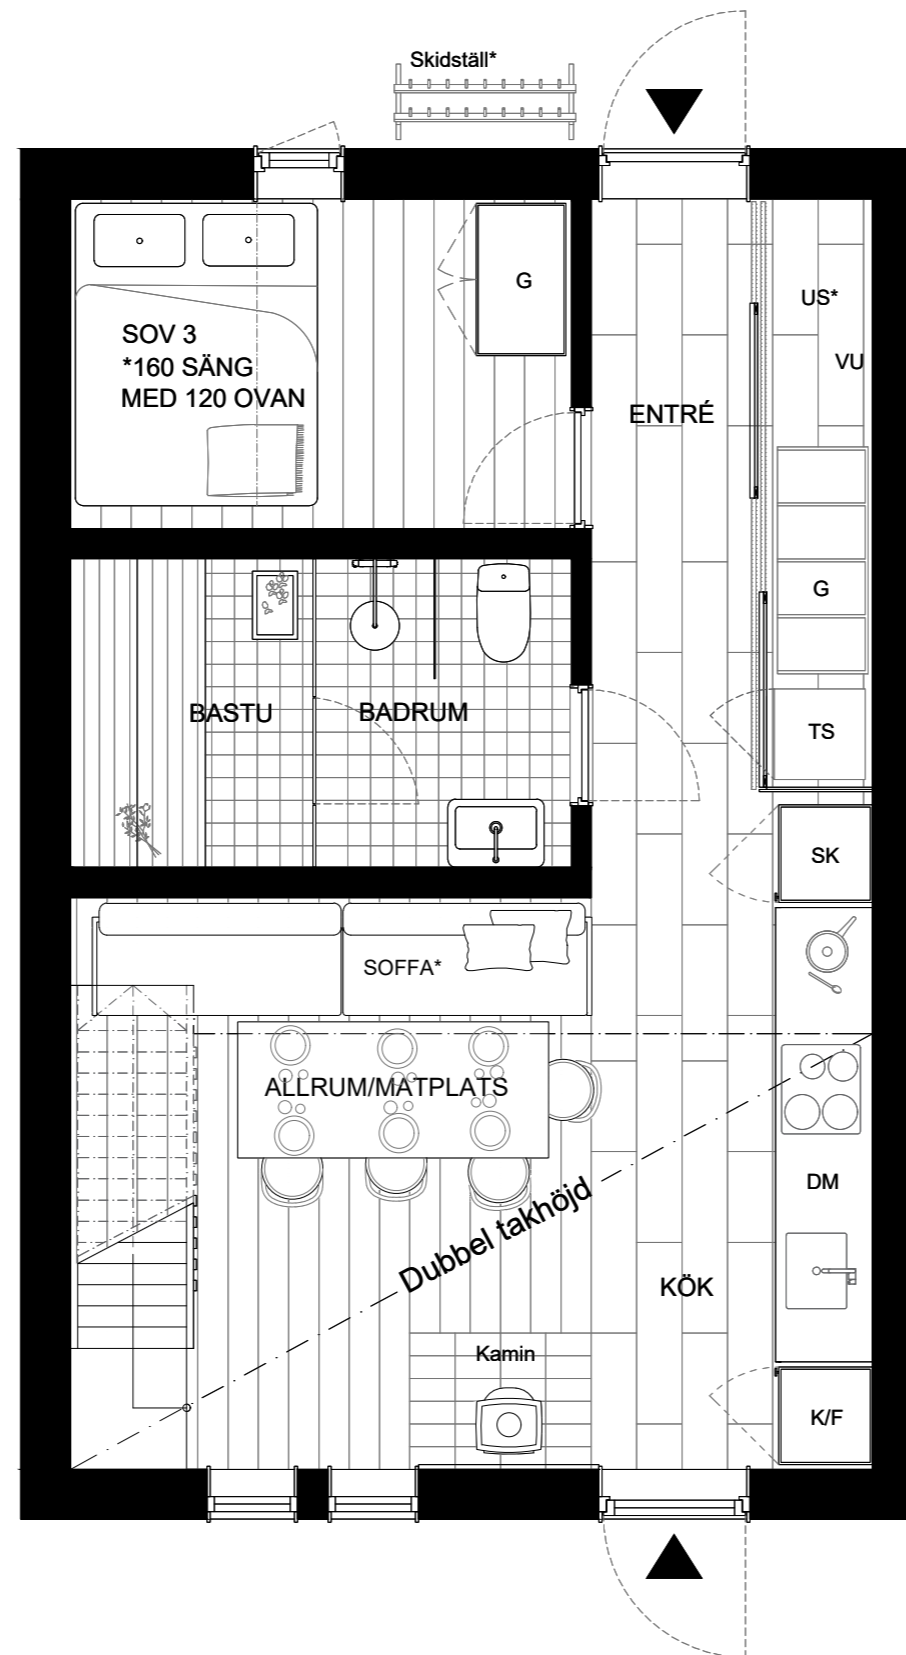 Skidställ*
G
US*
SOV 3
*160 SÄNG
MED 120 OVAN
VU
ENTRÉ
G
BASTU
BADRUM
TS
SK
SOFFA*
ALLRUM/MATPLATS
DM
Dubbel takhöjd
KÖK
Kamin
K/F